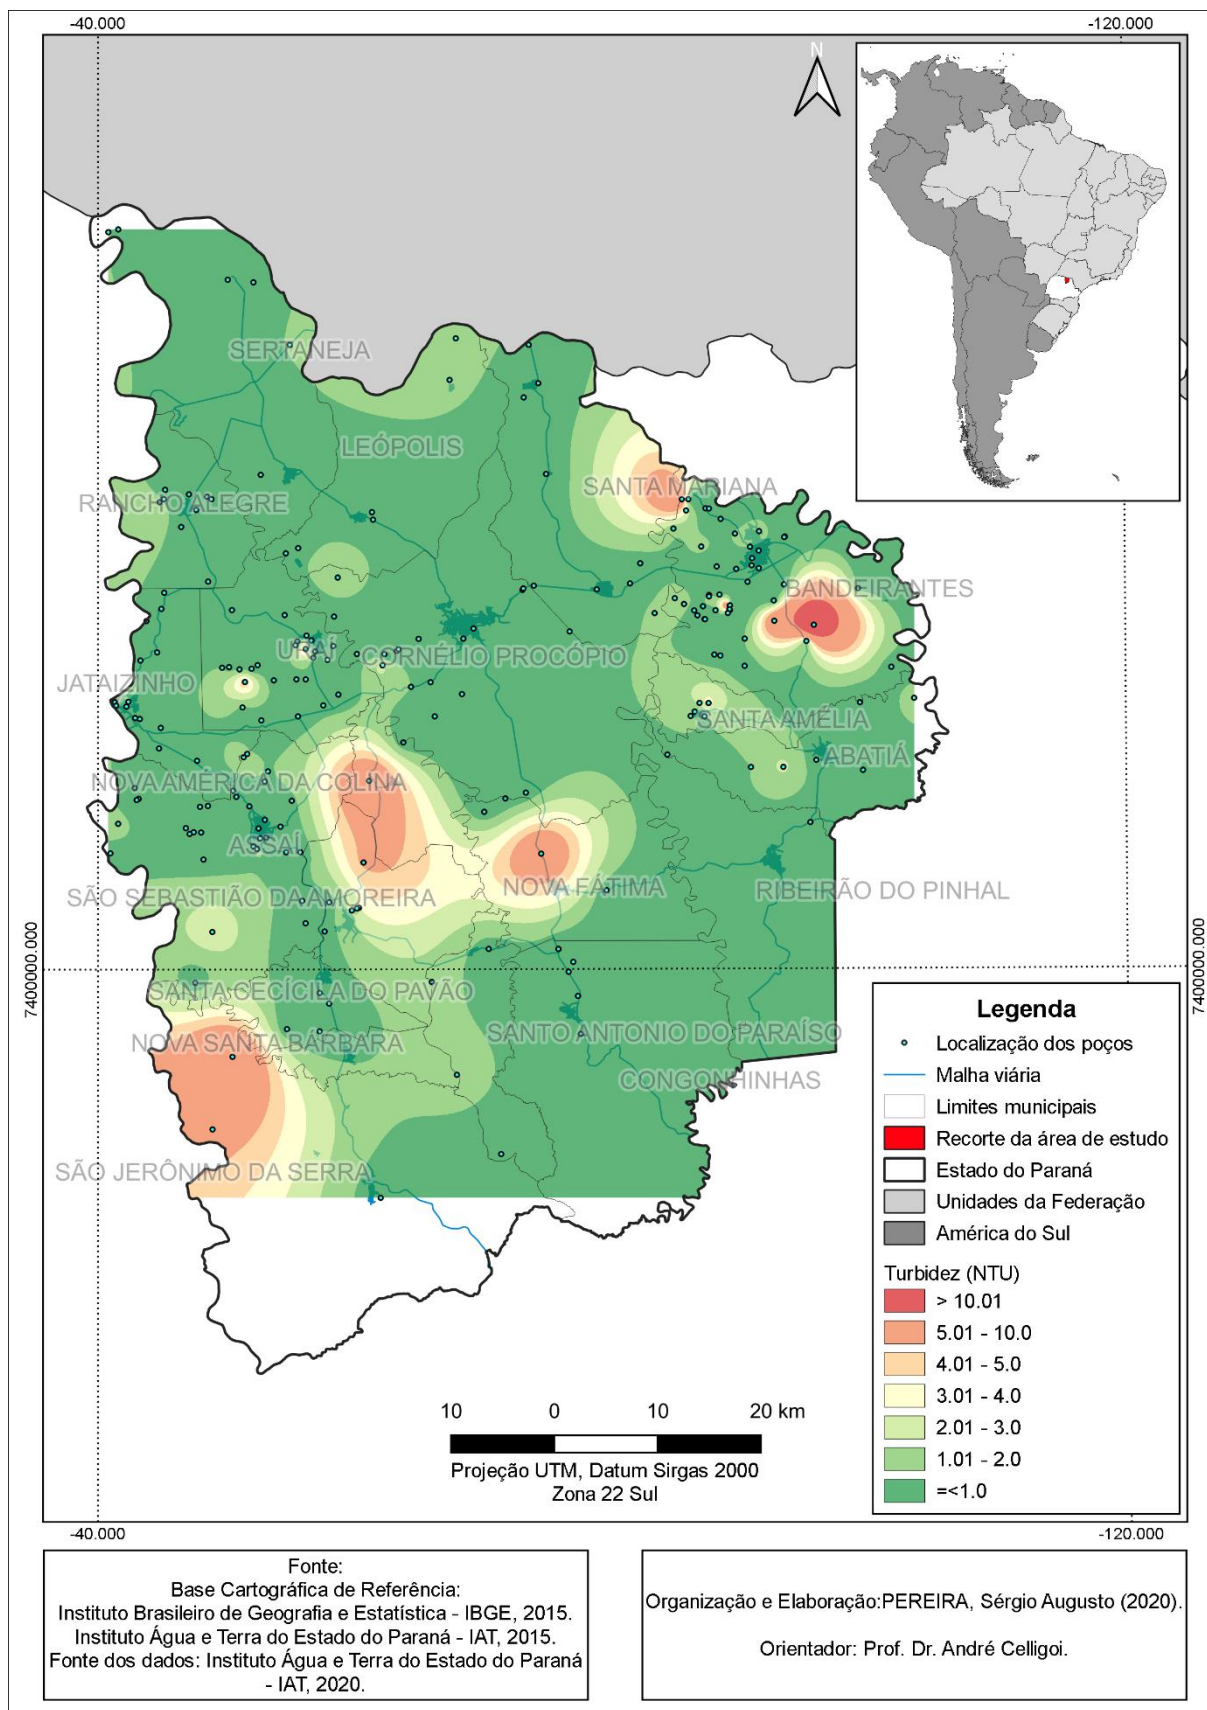 -40.000
-120.000
N
SERTANEJA
LEÓPOLIS
RANCHO ALEGRE
SANTA MARIANA
BANDEIRANTES
URAÍ
CORNÉLIO PROCÓPIO
JATAIZINHO
SANTA AMÉLIA
ABATIÁ
NOVA AMÉRICA DA COLINA
ASSAÍ
SÃO SEBASTIÃO DA AMOREIRA
NOVA FÁTIMA
RIBEIRÃO DO PINHAL
7400000.000
7400000.000
SANTA CECÍCILA DO PAVÃO
NOVA SANTA BARBARA
SANTO ANTONIO DO PARAÍSO
CONGONHINHAS
SÃO JERÔNIMO DA SERRA
Legenda
Localização dos poços
Malha viária
Limites municipais
Recorte da área de estudo
Estado do Paraná
Unidades da Federação
América do Sul
Turbidez (NTU)
> 10.01
5.01 - 10.0
4.01 - 5.0
3.01 - 4.0
2.01 - 3.0
1.01 - 2.0
=<1.0
10 0 10 20 km
Projeção UTM, Datum Sirgas 2000
Zona 22 Sul
-40.000
-120.000
Fonte:
Base Cartográfica de Referência:
Instituto Brasileiro de Geografia e Estatística - IBGE, 2015.
Instituto Água e Terra do Estado do Paraná - IAT, 2015.
Fonte dos dados: Instituto Água e Terra do Estado do Paraná
- IAT, 2020.
Organização e Elaboração:PEREIRA, Sérgio Augusto (2020).
Orientador: Prof. Dr. André Celligoi.